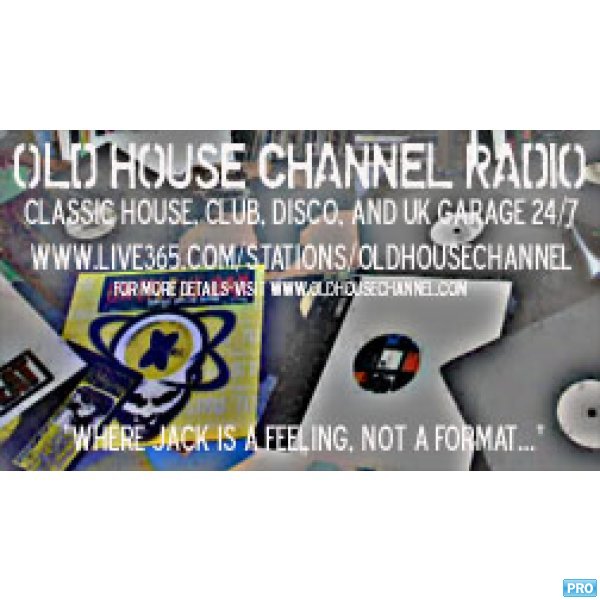 OLD HOUSE CHANNEL RADIO
CLASSIC HOUSE, CLUB, DISCO, AND UK GARAGE 24/7
WWW.LIVE365.COM/STATIONS/OLDHOUSECHANNEL
FOR MORE DETAILS-VISIT WWW.OLDHOUSECHANNEL.COM
"WHERE JACK IS A FEELING, NOT A FORMAT..."
PRO